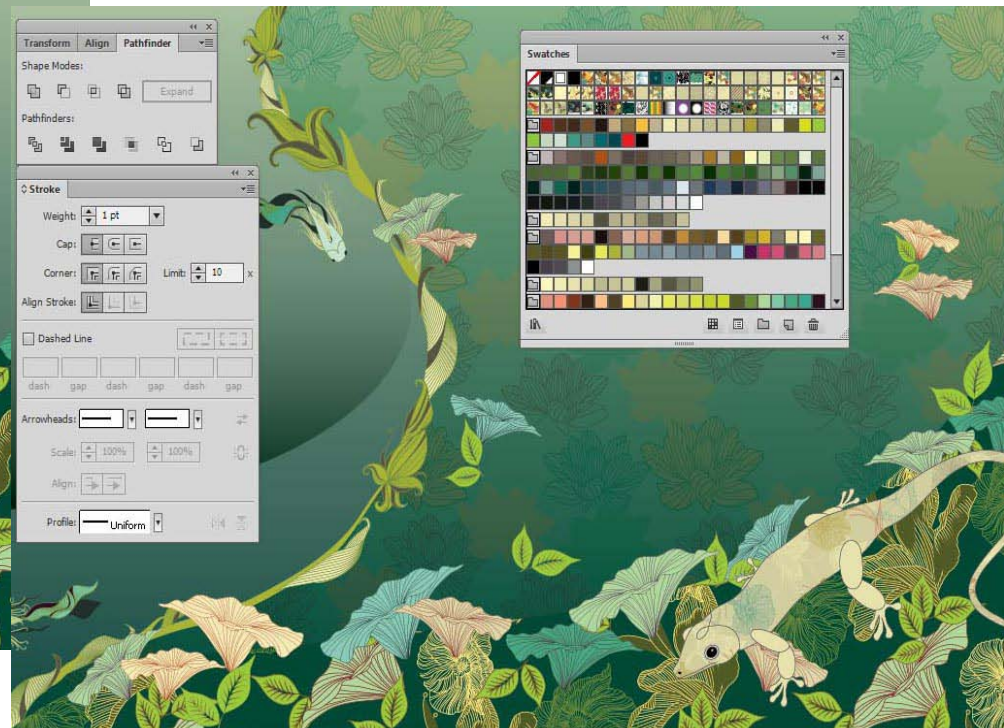 Transform Align Pathfinder
Shape Modes:
Expand
Pathfinders:
Stroke
Weight: 1 pt
Cap:
Corner: Limit: 10 x
Align Stroke:
Dashed Line
dash gap dash gap dash gap
Arrowheads:
Scale: 100% 100%
Align:
Profile: Uniform
Swatches